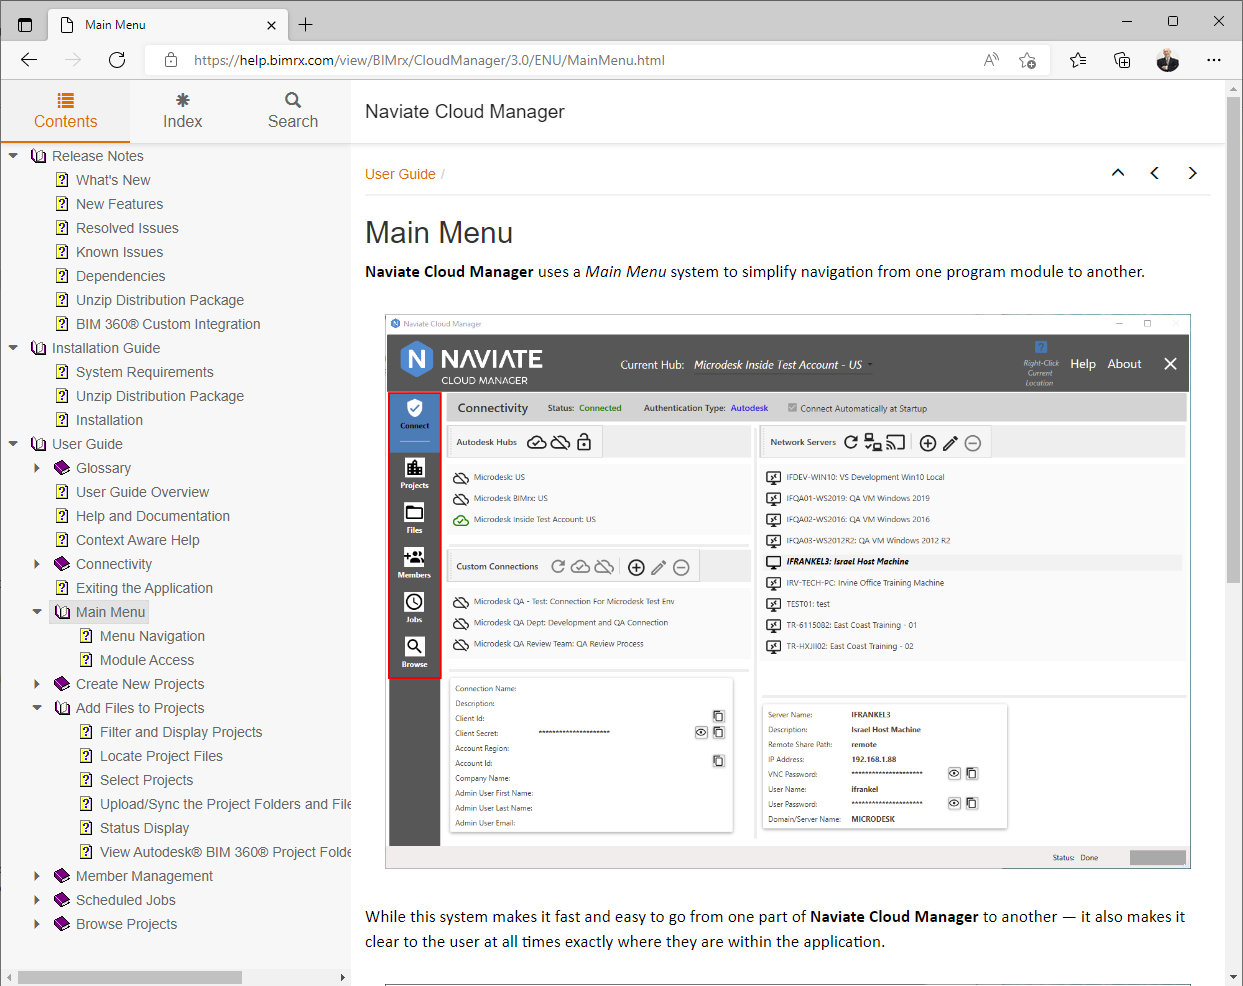 Main Menu
https://help.bimrx.com/view/BIMrx/CloudManager/3.0/ENU/MainMenu.html
Contents
Index
Search
Naviate Cloud Manager
Release Notes
What's New
New Features
Resolved Issues
Known Issues
Dependencies
Unzip Distribution Package
BIM 360® Custom Integration
Installation Guide
System Requirements
Unzip Distribution Package
Installation
User Guide
Glossary
User Guide Overview
Help and Documentation
Context Aware Help
Connectivity
Exiting the Application
Main Menu
Menu Navigation
Module Access
Create New Projects
Add Files to Projects
Filter and Display Projects
Locate Project Files
Select Projects
Upload/Sync the Project Folders and File
Status Display
View Autodesk® BIM 360® Project Folde
Member Management
Scheduled Jobs
Browse Projects
User Guide /
Main Menu
Naviate Cloud Manager uses a Main Menu system to simplify navigation from one program module to another.
Naviate Cloud Manager
NAVIATE
CLOUD MANAGER
Current Hub: Microdesk Inside Test Account - US
Right-Click
Current
Location
Help
About
Connect
Projects
Files
Members
Jobs
Browse
Connectivity
Status: Connected
Authentication Type: Autodesk
Connect Automatically at Startup
Autodesk Hubs
Microdesk: US
Microdesk BIMrx: US
Microdesk Inside Test Account: US
Custom Connections
Microdesk QA - Test: Connection For Microdesk Test Env
Microdesk QA Dept: Development and QA Connection
Microdesk QA Review Team: QA Review Process
Connection Name:
Description:
Client Id:
Client Secret: *********************
Account Region:
Account Id:
Company Name:
Admin User First Name:
Admin User Last Name:
Admin User Email:
Network Servers
IFDEV-WIN10: VS Development Win10 Local
IFQA01-WS2019: QA VM Windows 2019
IFQA02-WS2016: QA VM Windows 2016
IFQA03-WS2012R2: QA VM Windows 2012 R2
IFRANKEL3: Israel Host Machine
IRV-TECH-PC: Irvine Office Training Machine
TEST01: test
TR-6115082: East Coast Training - 01
TR-HXJII02: East Coast Training - 02
Server Name: IFRANKEL3
Description: Israel Host Machine
Remote Share Path: remote
IP Address: 192.168.1.88
VNC Password: *********************
User Name: ifrankel
User Password: *********************
Domain/Server Name: MICRODESK
Status: Done
While this system makes it fast and easy to go from one part of Naviate Cloud Manager to another — it also makes it
clear to the user at all times exactly where they are within the application.